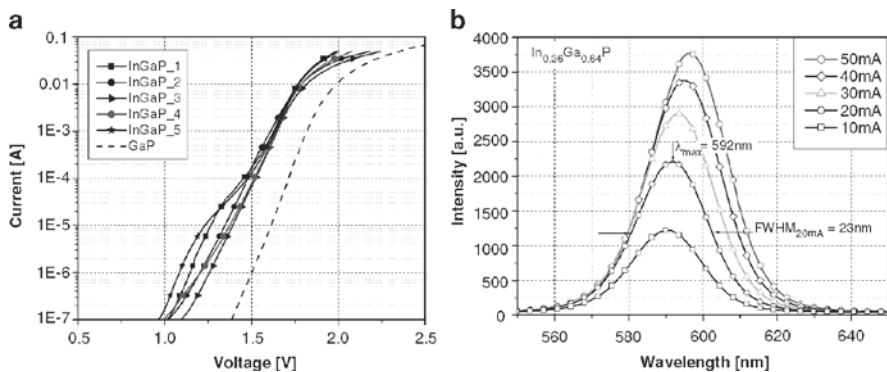 a
0.1
0.01
1E-3
1E-4
1E-5
1E-6
1E-7
Current [A]
InGaP_1
InGaP_2
InGaP_3
InGaP_4
InGaP_5
GaP
0.5
1.0
1.5
2.0
2.5
Voltage [V]
b
4000
3500
3000
2500
2000
1500
1000
500
0
Intensity [a.u.]
In0.36Ga0.64P
50mA
40mA
30mA
20mA
10mA
λmax = 592nm
FWHM20mA = 23nm
560
580
600
620
640
Wavelength [nm]